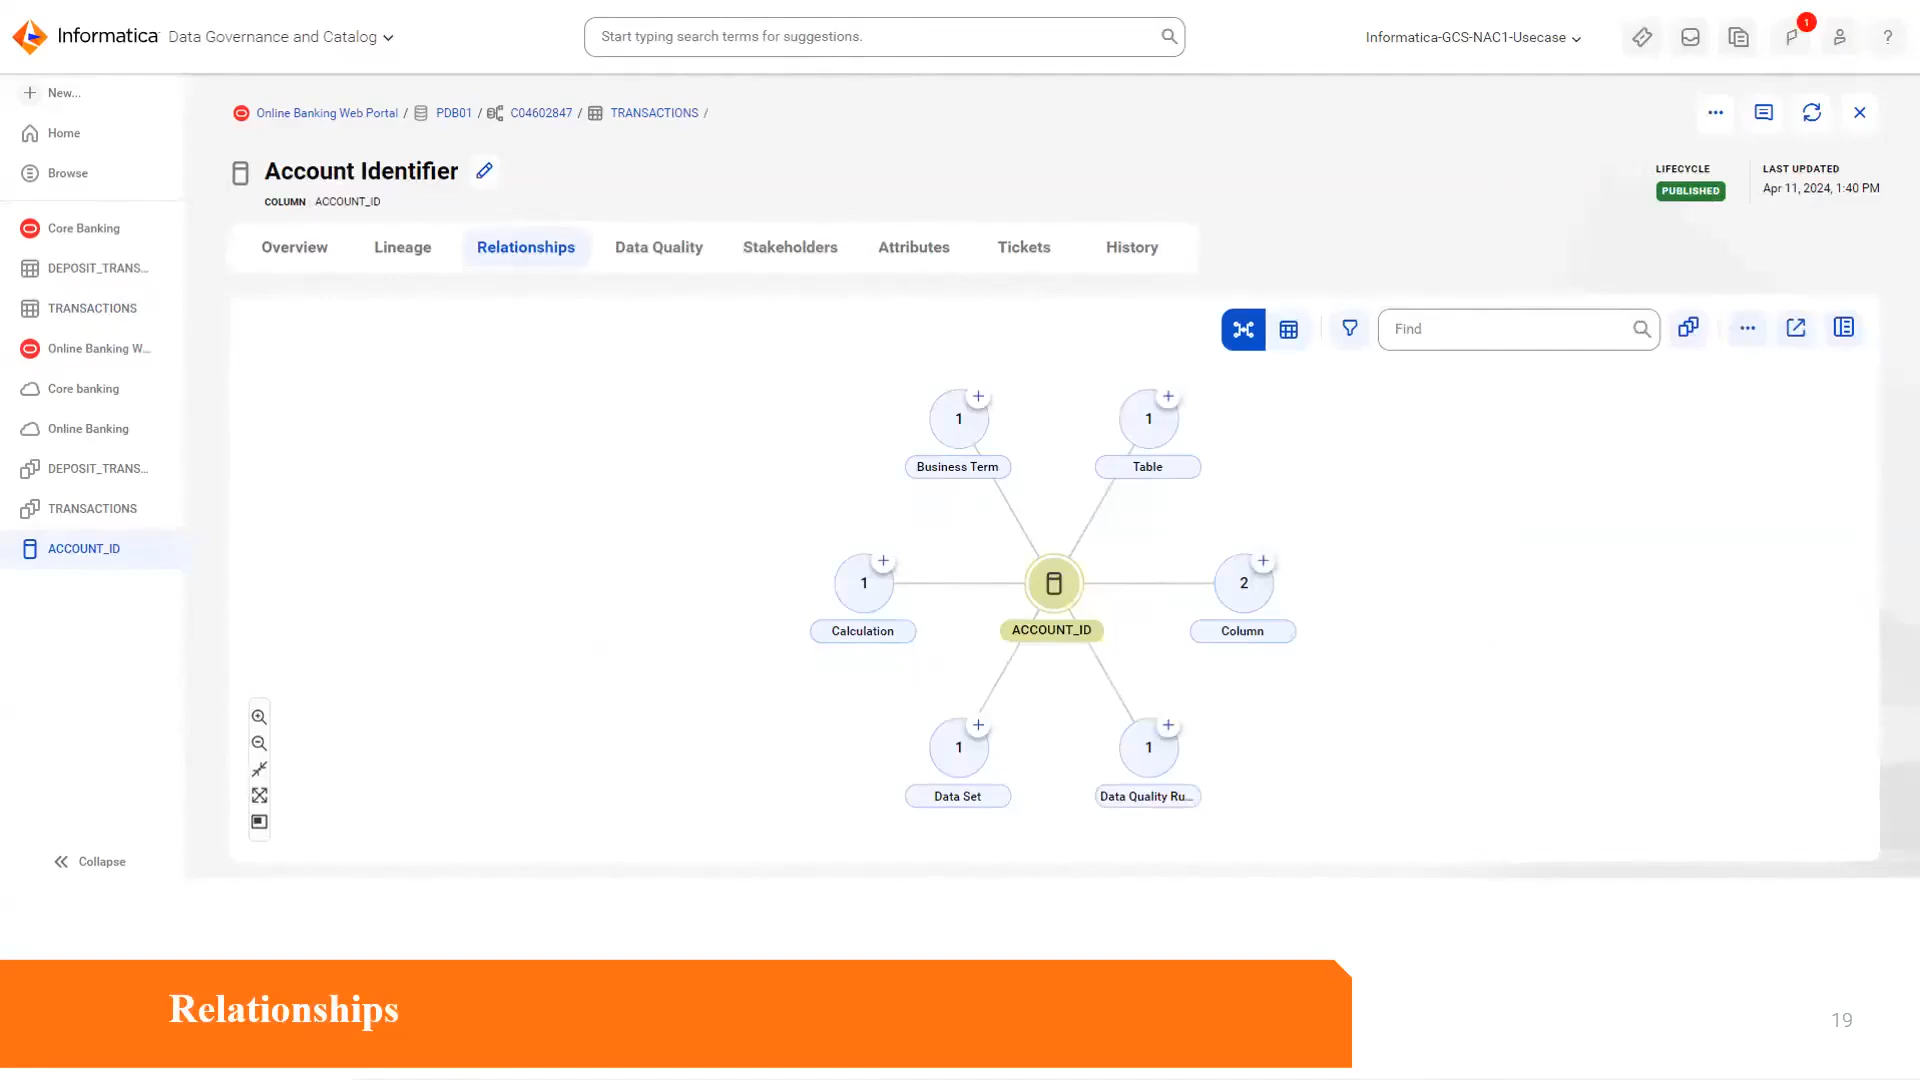 Informatica Data Governance and Catalog
Start typing search terms for suggestions.
Informatica-GCS-NAC1-Usecase
1
?
New...
Home
Browse
Core Banking
DEPOSIT_TRANS...
TRANSACTIONS
Online Banking W...
Core banking
Online Banking
DEPOSIT_TRANS...
TRANSACTIONS
ACCOUNT_ID
Collapse
Online Banking Web Portal / PDB01 / C04602847 / TRANSACTIONS /
Account Identifier
COLUMN ACCOUNT_ID
LIFECYCLE
PUBLISHED
LAST UPDATED
Apr 11, 2024, 1:40 PM
Overview Lineage Relationships Data Quality Stakeholders Attributes Tickets History
Find
1
Business Term
1
Table
1
Calculation
ACCOUNT_ID
2
Column
1
Data Set
1
Data Quality Ru...
Relationships
19